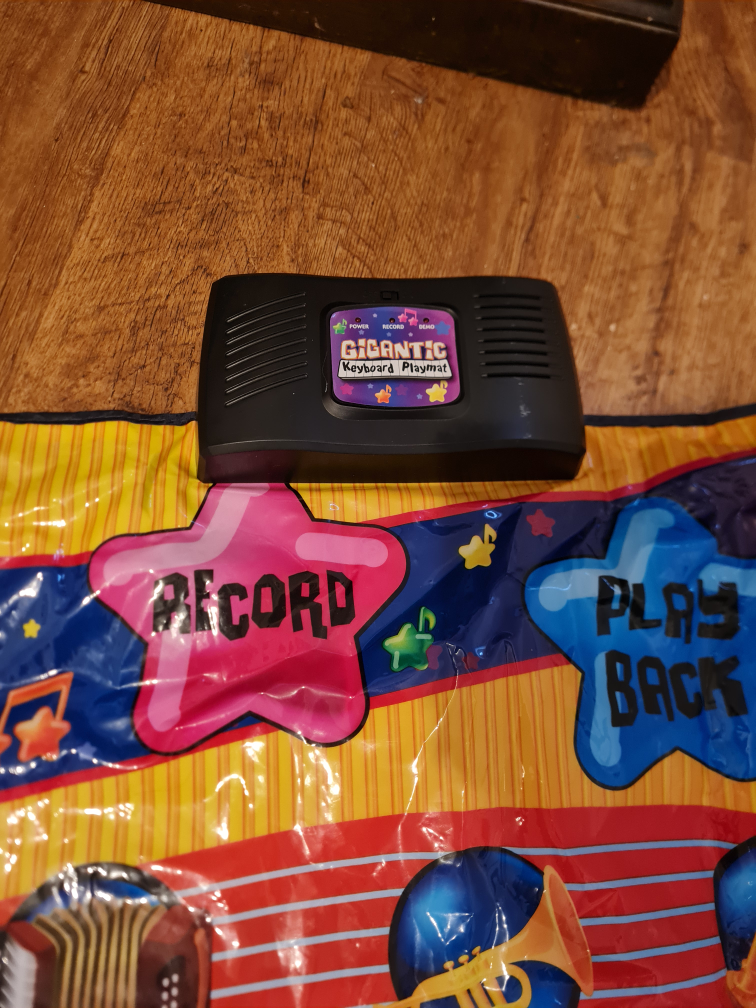 POWER RECORD DEMO
GIGANTIC
Keyboard Playmat
RECORD
PLAY
BACK